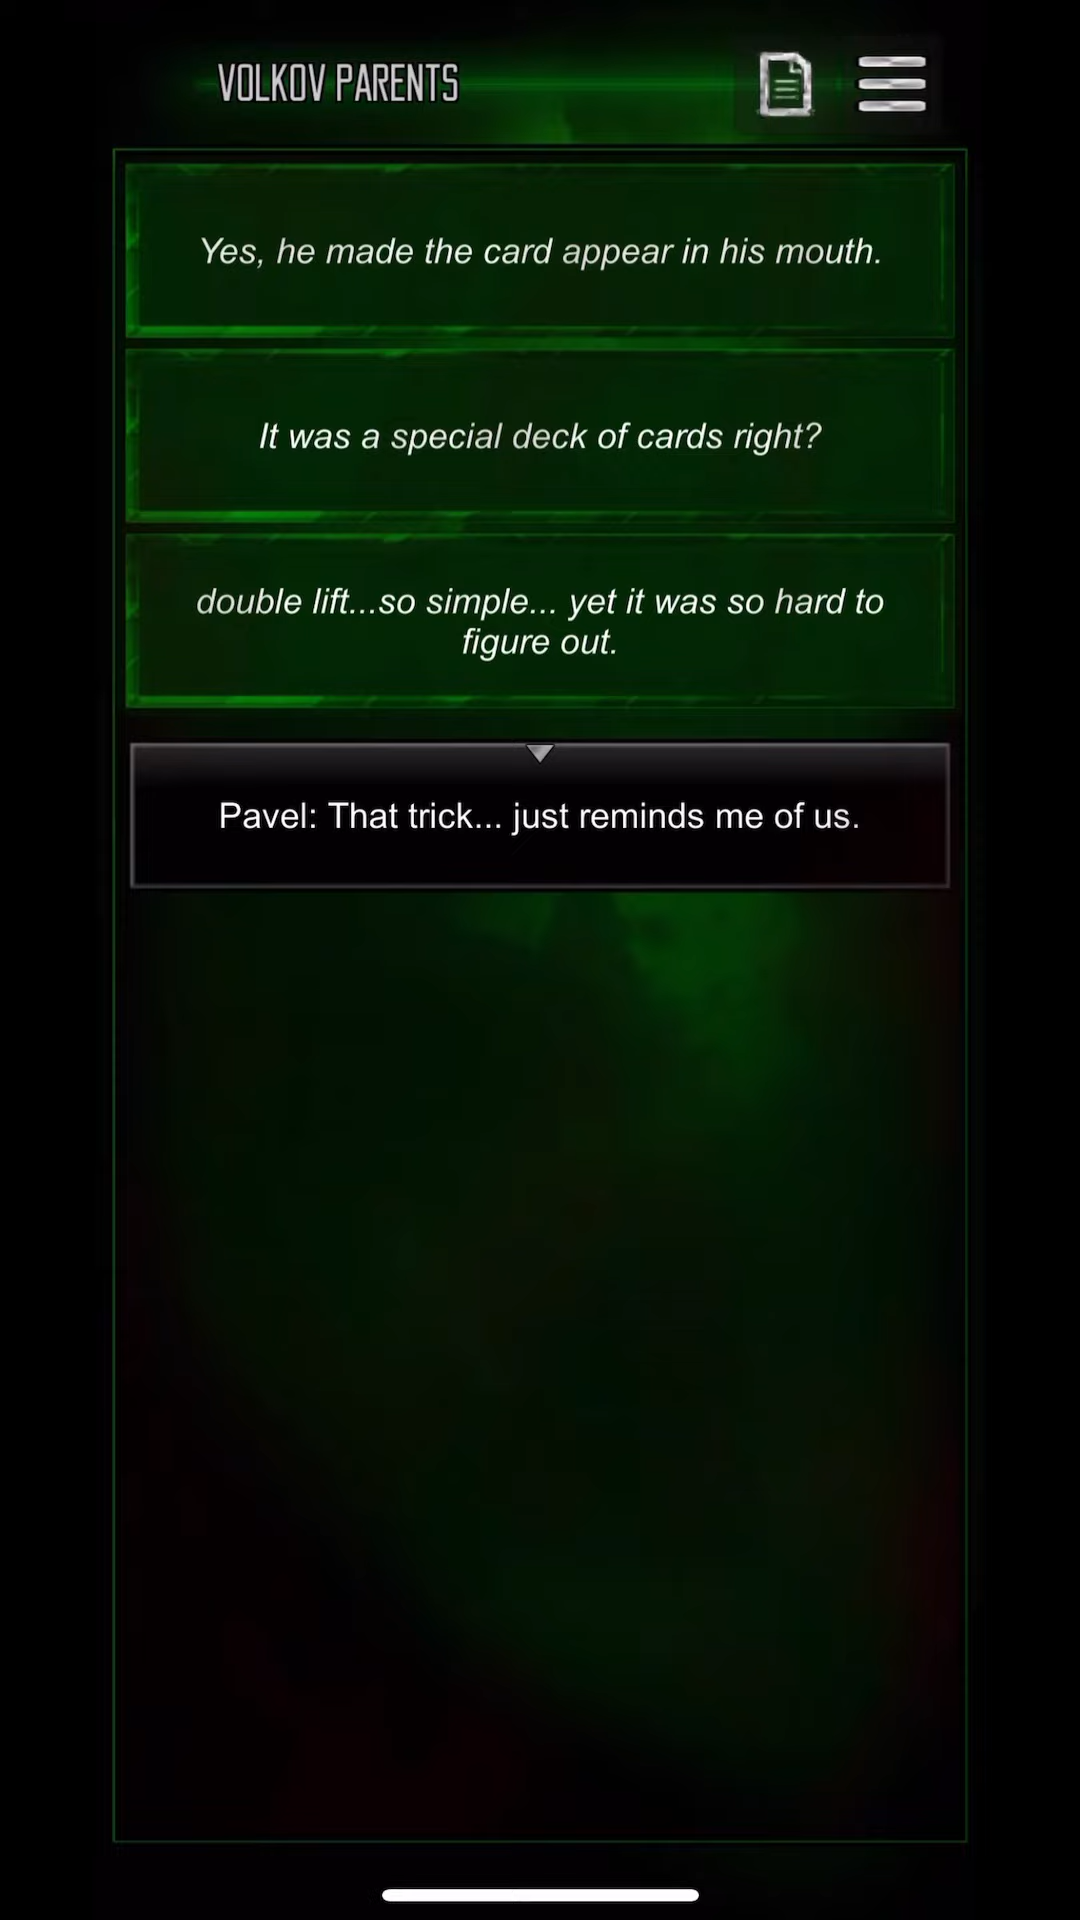 VOLKOV PARENTS
Yes, he made the card appear in his mouth.
It was a special deck of cards right?
double lift...so simple... yet it was so hard to
figure out.
Pavel: That trick... just reminds me of us.